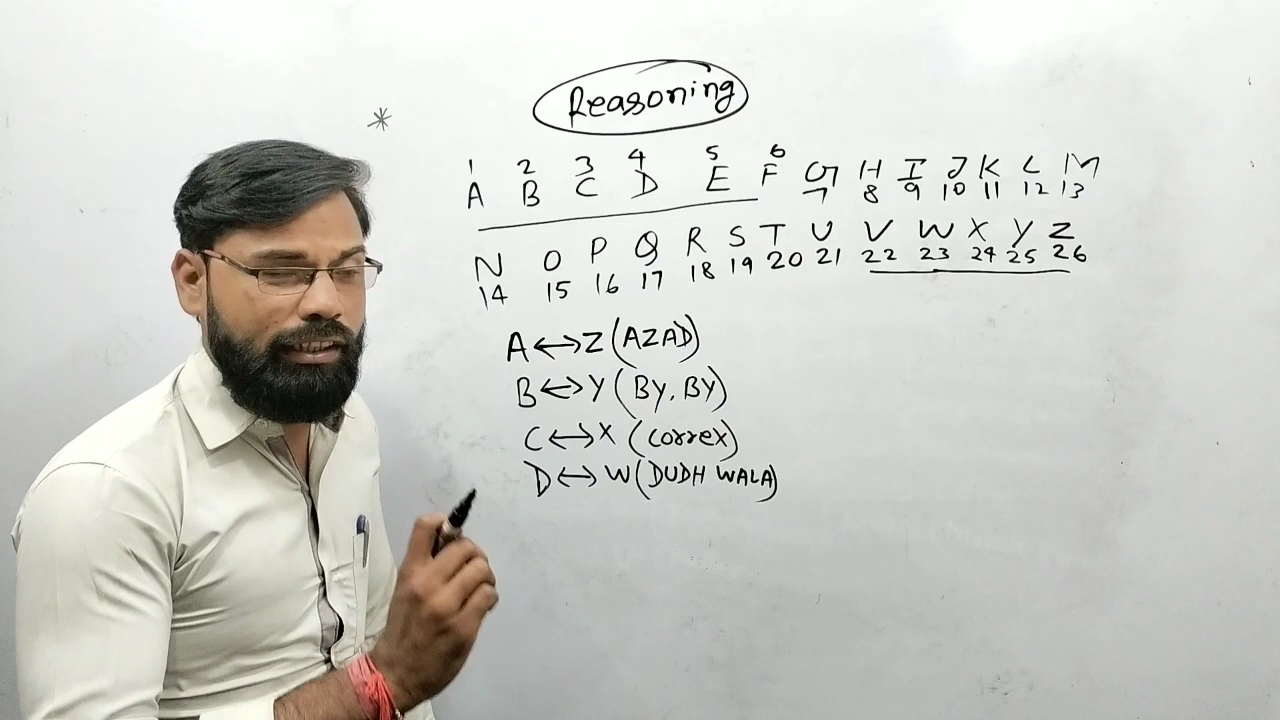 Reasoning
*
1 2 3 4 5 6
A B C D E F G H I J K L M
7 8 9 10 11 12 13
N O P Q R S T U V W X Y Z
14 15 16 17 18 19 20 21 22 23 24 25 26
A ↔ Z (AZAD)
B ↔ Y (BY. BY)
C ↔ X (correx)
D ↔ W (DUDH WALA)